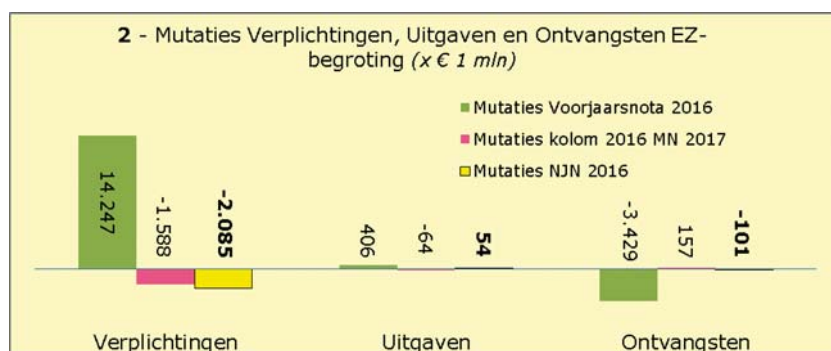 2 - Mutaties Verplichtingen, Uitgaven en Ontvangsten EZ-
begroting (x € 1 mln)
Mutaties Voorjaarsnota 2016
Mutaties kolom 2016 MN 2017
Mutaties NJN 2016
14.247
-1.588
-2.085
406
-64
54
-3.429
157
-101
Verplichtingen
Uitgaven
Ontvangsten